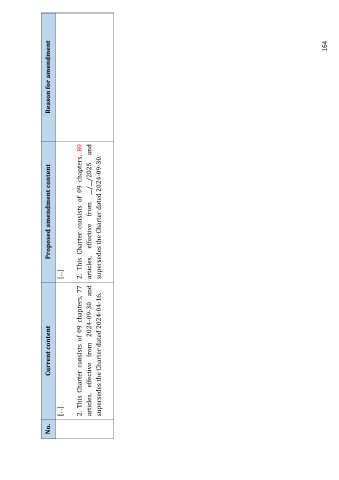 No.
Current content
Proposed amendment content
Reason for amendment
[...]
2. This Charter consists of 09 chapters, 77
articles, effective from 2024-09-30 and
supersedes the Charter dated 2024-04-16.
[...]
2. This Charter consists of 09 chapters, 80
articles, effective from __/__/2025 and
supersedes the Charter dated 2024-09-30.
164